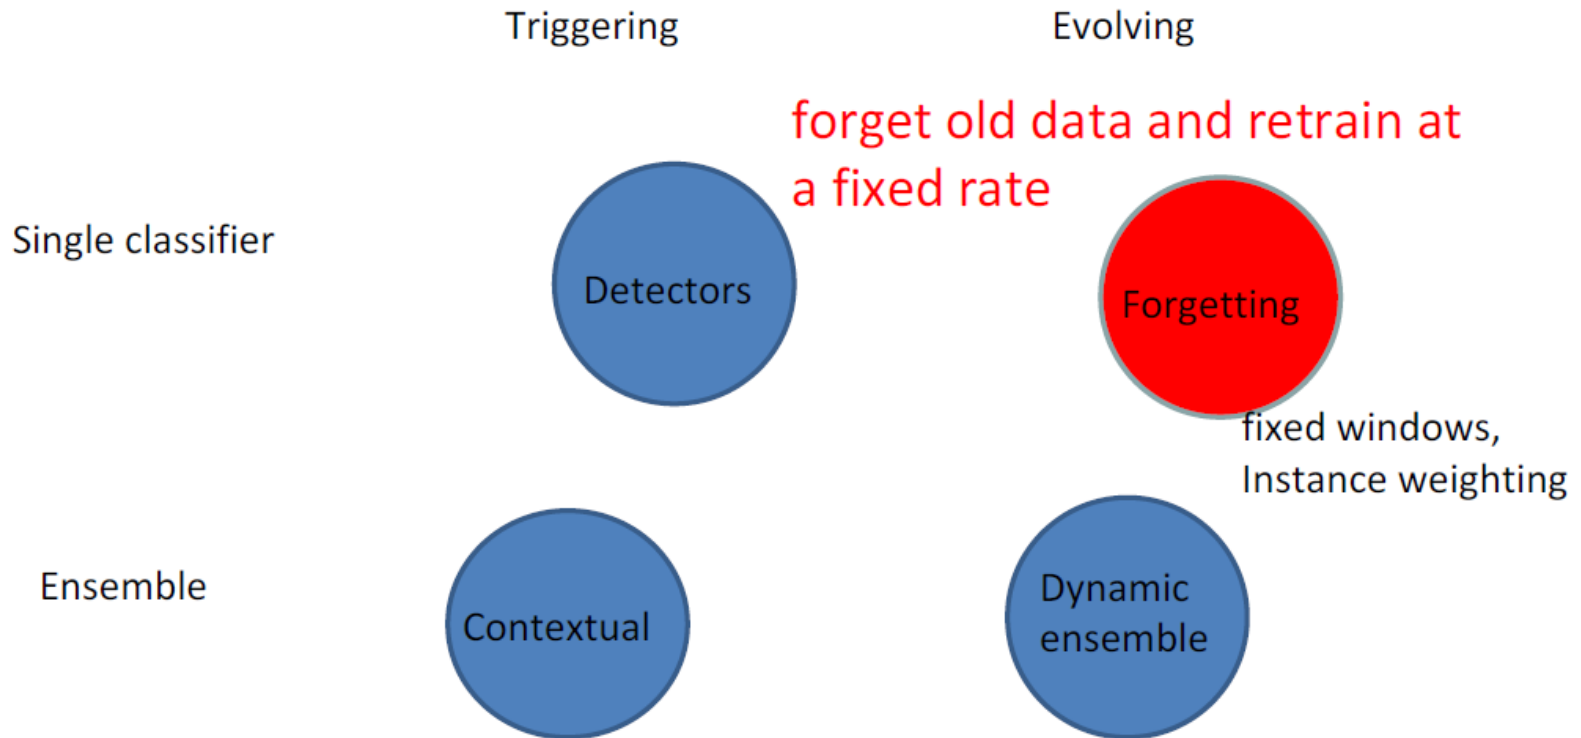 Triggering
Evolving
forget old data and retrain at
a fixed rate
Single classifier
Detectors
Forgetting
fixed windows,
Instance weighting
Ensemble
Contextual
Dynamic
ensemble